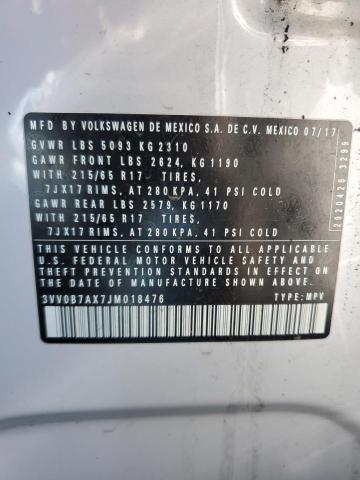 MFD BY VOLKSWAGEN DE MEXICO S.A. DE C.V. MEXICO 07/17
GVWR LBS 5093 KG 2310
GAWR FRONT LBS 2624, KG 1190
WITH 215/65 R17 TIRES,
7JX17 RIMS, AT 280 KPA, 41 PSI COLD
GAWR REAR LBS 2579, KG 1170
WITH 215/65 R17 TIRES,
7JX17 RIMS, AT 280 KPA, 41 PSI COLD
THIS VEHICLE CONFORMS TO ALL APPLICABLE
U.S. FEDERAL MOTOR VEHICLE SAFETY
THEFT PREVENTION STANDARDS IN EFFECT
ON THE DATE OF MANUFACTURE SHOWN ABOVE
3VV0B7AX7JM018476 TYPE: MPV
2920426 3299